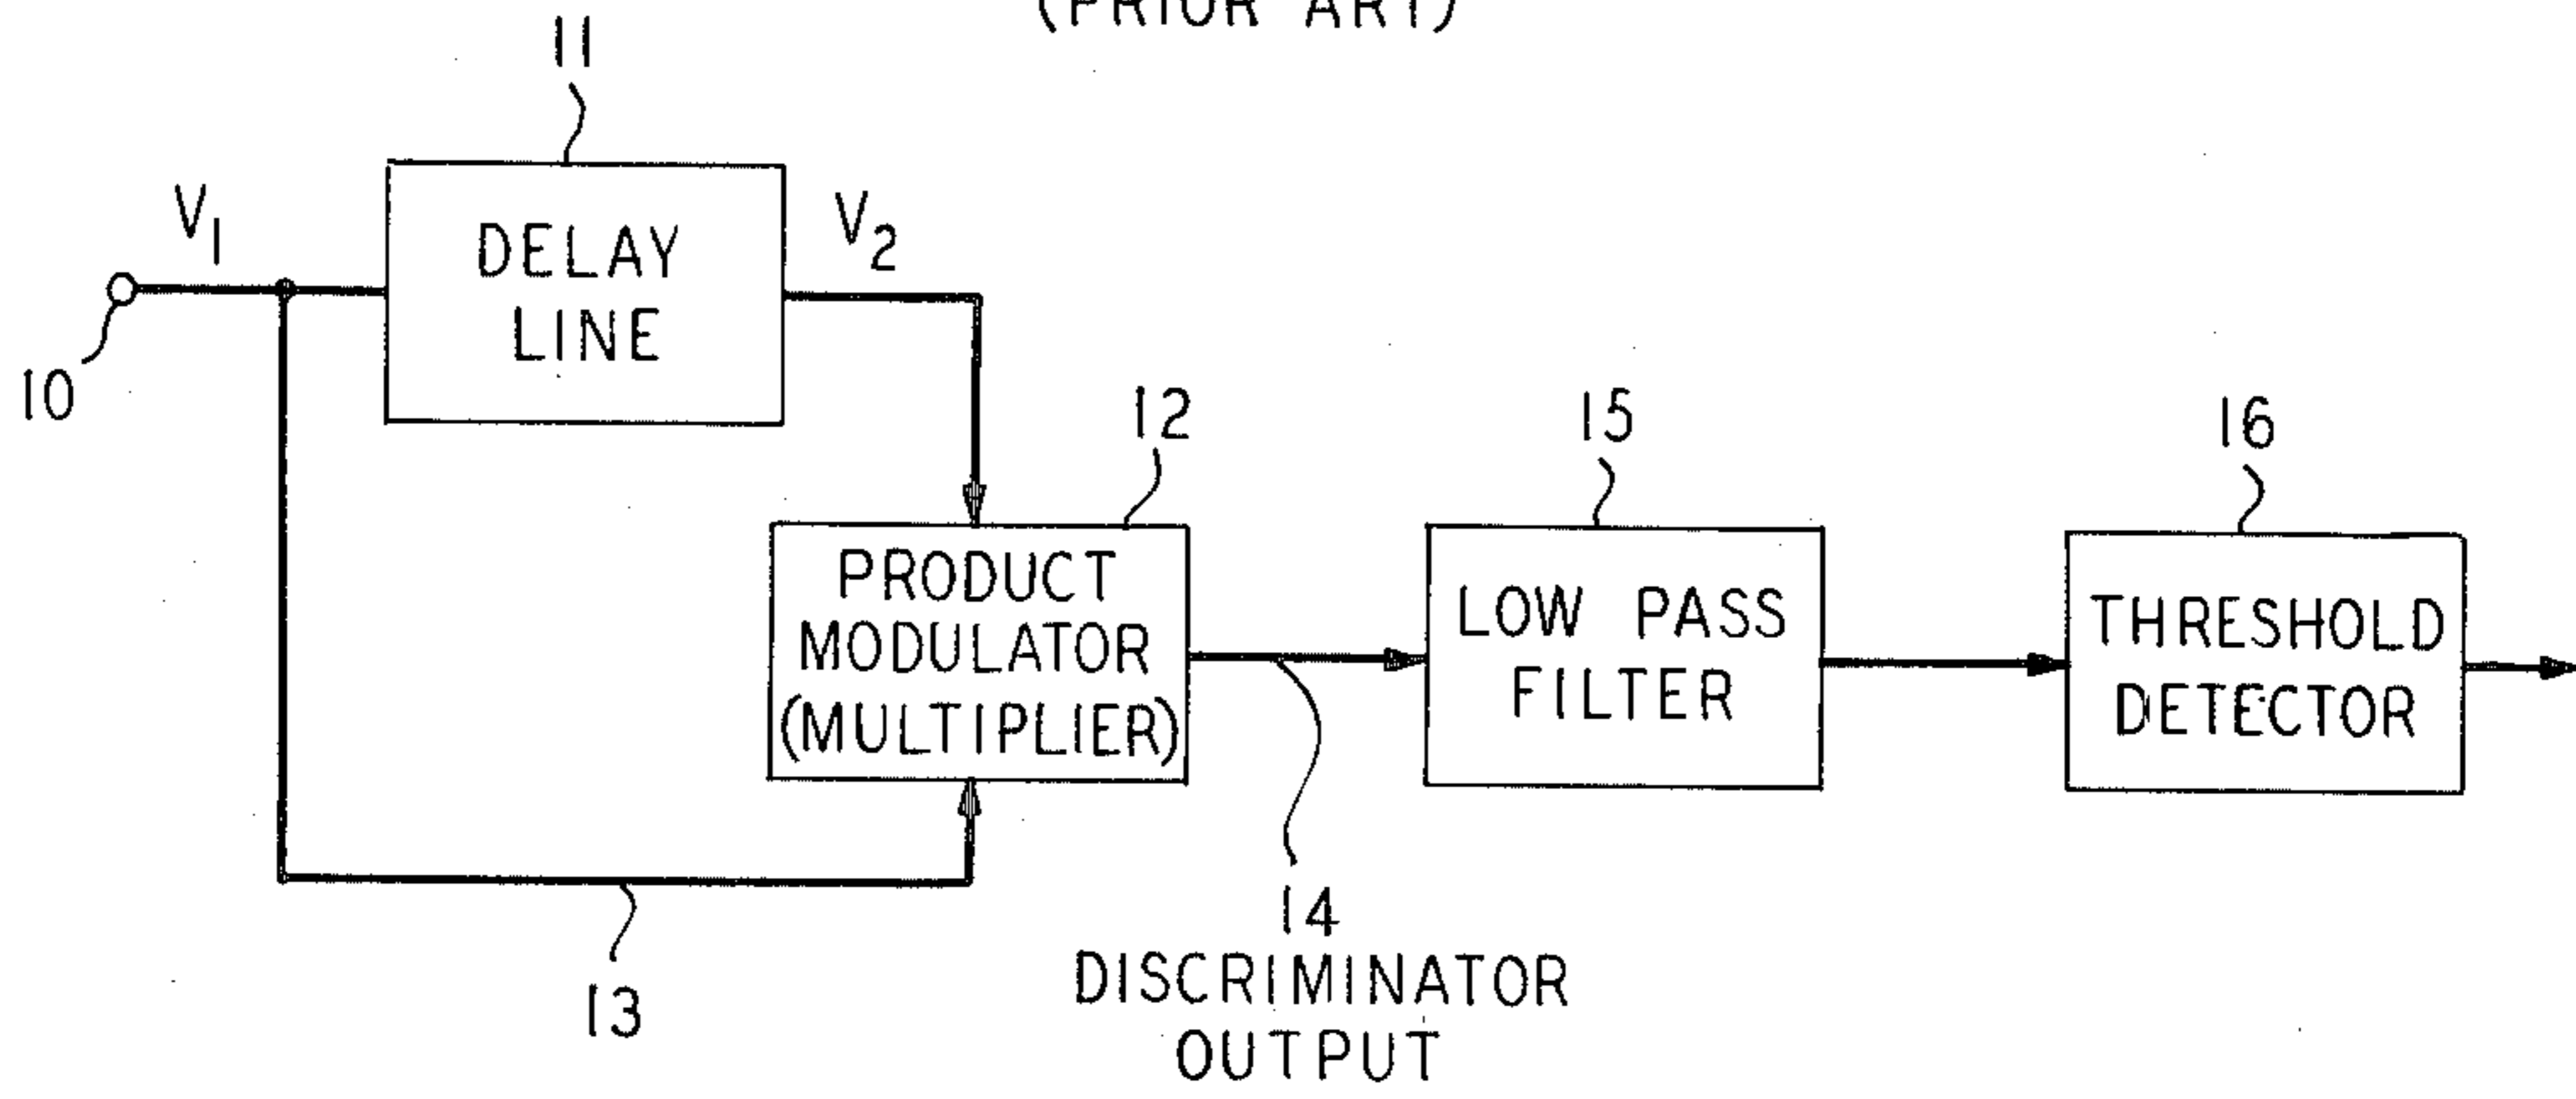 (PRIOR ART)
11
V1
V2
DELAY
LINE
10
12
15
16
PRODUCT
MODULATOR
(MULTIPLIER)
LOW PASS
FILTER
THRESHOLD
DETECTOR
13
14
DISCRIMINATOR
OUTPUT